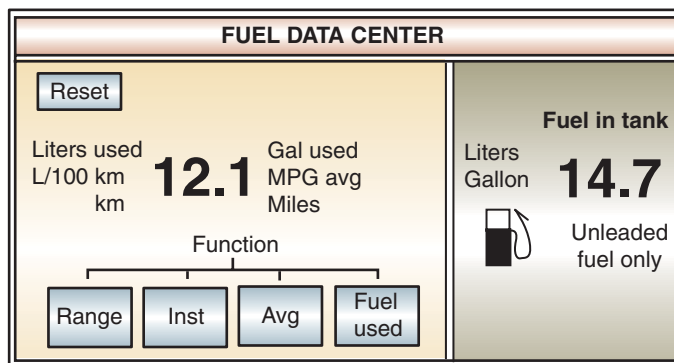 FUEL DATA CENTER
Reset
Liters used
L/100 km
km
12.1
Gal used
MPG avg
Miles
Function
Range
Inst
Avg
Fuel
used
Fuel in tank
Liters
Gallon
14.7
Unleaded
fuel only